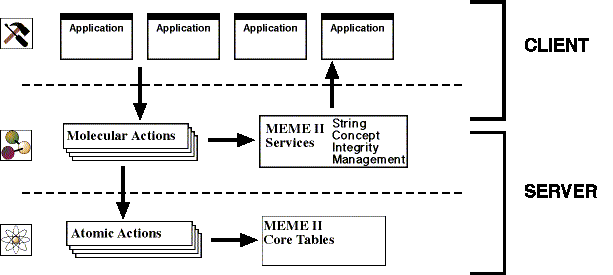 Application
Application
Application
Application
CLIENT
Molecular Actions
MEME II
Services
String
Concept
Integrity
Management
SERVER
Atomic Actions
MEME II
Core Tables